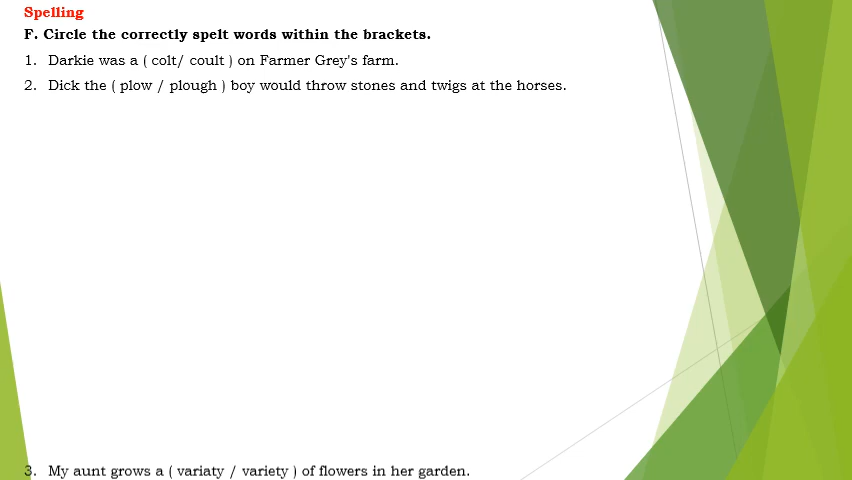 Spelling
F. Circle the correctly spelt words within the brackets.
1. Darkie was a ( colt/ coult ) on Farmer Grey's farm.
2. Dick the ( plow / plough ) boy would throw stones and twigs at the horses.
3. My aunt grows a ( variaty / variety ) of flowers in her garden.